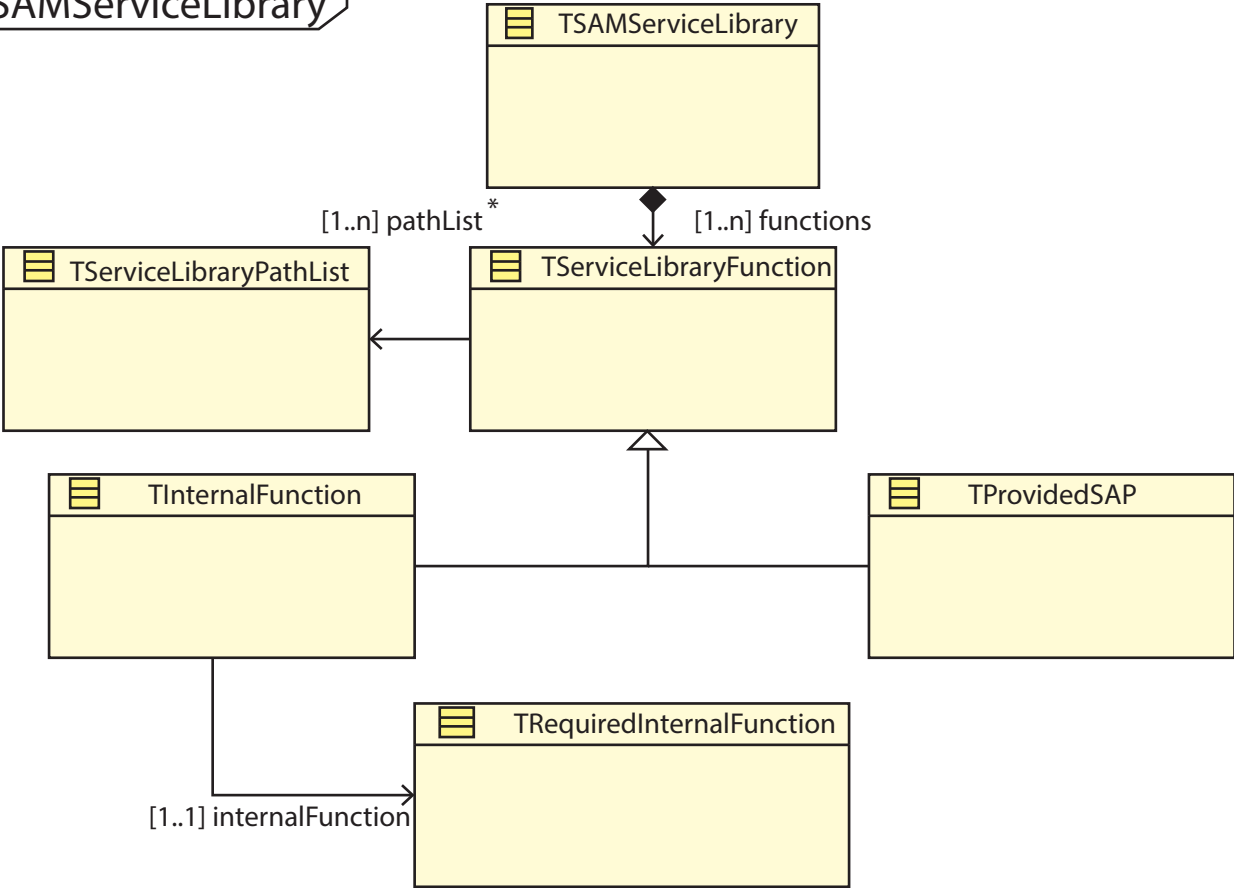 SAMServiceLibrary
TSAMServiceLibrary
[1..n] pathList *
[1..n] functions
TServiceLibraryPathList
TServiceLibraryFunction
TInternalFunction
TProvidedSAP
TRequiredInternalFunction
[1..1] internalFunction